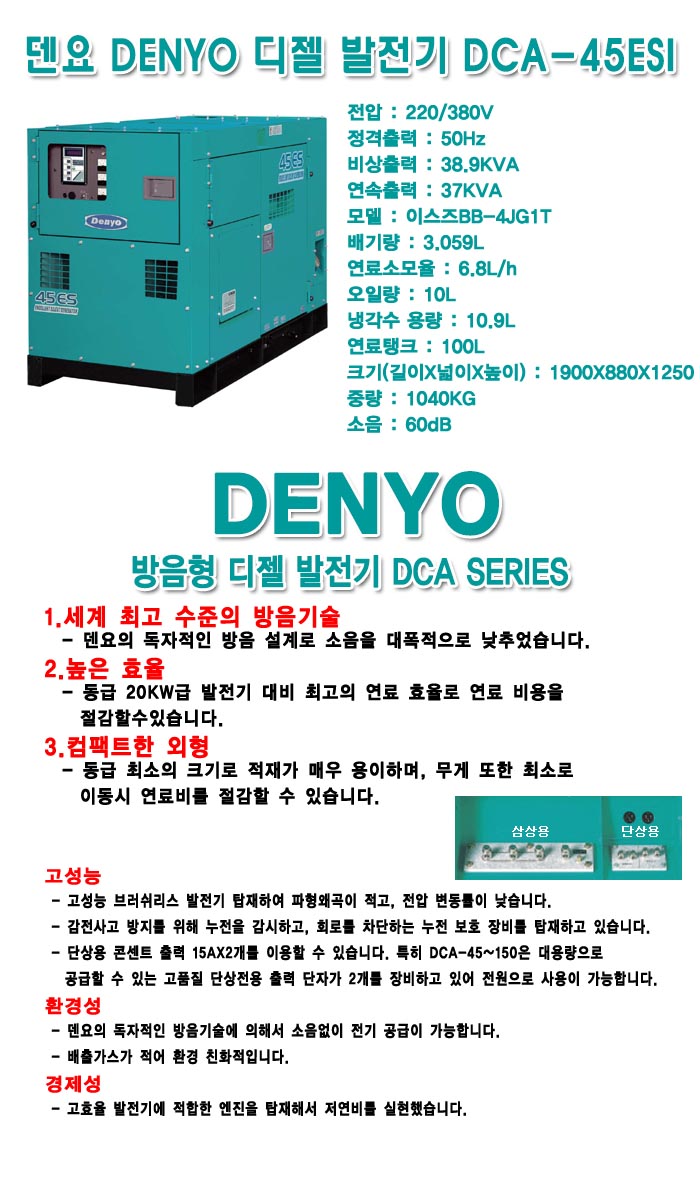 덴요 DENYO 디젤 발전기 DCA-45ESI
전압 : 220/380V
정격출력 : 50Hz
비상출력 : 38.9KVA
연속출력 : 37KVA
모델 : 이스즈BB-4JG1T
배기량 : 3.059L
연료소모율 : 6.8L/h
오일량 : 10L
냉각수 용량 : 10.9L
연료탱크 : 100L
크기(길이X넓이X높이) : 1900X880X1250
중량 : 1040KG
소음 : 60dB
45ES
Denyo
45ES
DENYO
방음형 디젤 발전기 DCA SERIES
1.세계 최고 수준의 방음기술
- 덴요의 독자적인 방음 설계로 소음을 대폭적으로 낮추었습니다.
2.높은 효율
- 동급 20KW급 발전기 대비 최고의 연료 효율로 연료 비용을
절감할수있습니다.
3.컴팩트한 외형
- 동급 최소의 크기로 적재가 매우 용이하며, 무게 또한 최소로
이동시 연료비를 절감할 수 있습니다.
삼상용
단상용
고성능
- 고성능 브러쉬리스 발전기 탑재하여 파형왜곡이 적고, 전압 변동률이 낮습니다.
- 감전사고 방지를 위해 누전을 감시하고, 회로를 차단하는 누전 보호 장비를 탑재하고 있습니다.
- 단상용 콘센트 출력 15AX2개를 이용할 수 있습니다. 특히 DCA-45~150은 대용량으로
공급할 수 있는 고품질 단상전용 출력 단자가 2개를 장비하고 있어 전원으로 사용이 가능합니다.
환경성
- 덴요의 독자적인 방음기술에 의해서 소음없이 전기 공급이 가능합니다.
- 배출가스가 적어 환경 친화적입니다.
경제성
- 고효율 발전기에 적합한 엔진을 탑재해서 저연비를 실현했습니다.